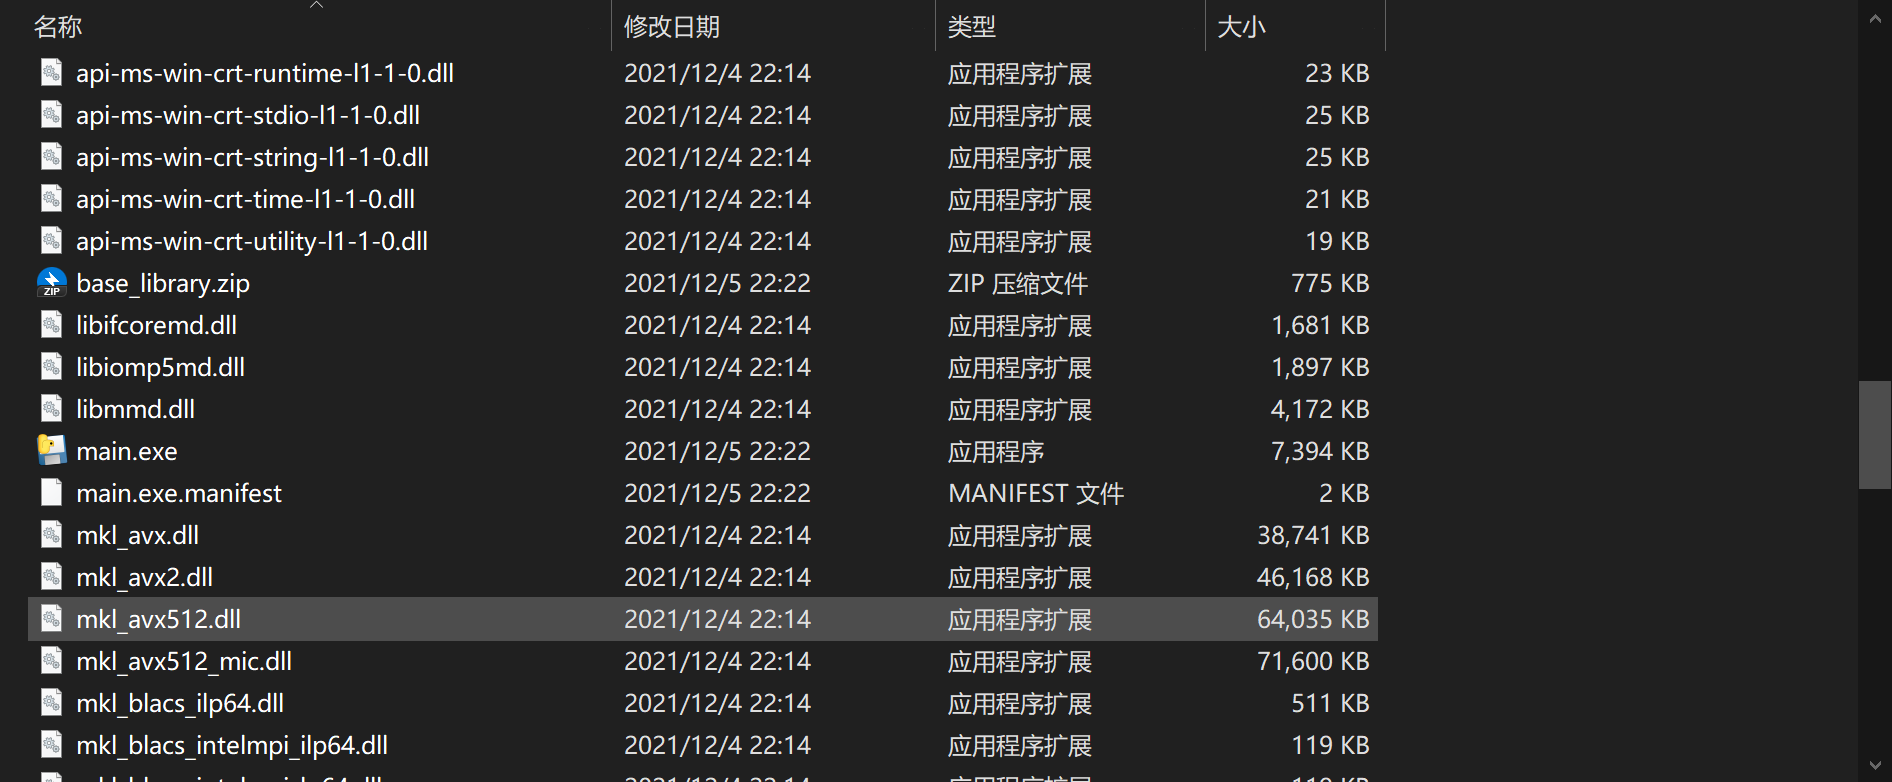 名称 修改日期 类型 大小
api-ms-win-crt-runtime-l1-1-0.dll 2021/12/4 22:14 应用程序扩展 23 KB
api-ms-win-crt-stdio-l1-1-0.dll 2021/12/4 22:14 应用程序扩展 25 KB
api-ms-win-crt-string-l1-1-0.dll 2021/12/4 22:14 应用程序扩展 25 KB
api-ms-win-crt-time-l1-1-0.dll 2021/12/4 22:14 应用程序扩展 21 KB
api-ms-win-crt-utility-l1-1-0.dll 2021/12/4 22:14 应用程序扩展 19 KB
ZIP base_library.zip 2021/12/5 22:22 ZIP 压缩文件 775 KB
libifcoremd.dll 2021/12/4 22:14 应用程序扩展 1,681 KB
libiomp5md.dll 2021/12/4 22:14 应用程序扩展 1,897 KB
libmmd.dll 2021/12/4 22:14 应用程序扩展 4,172 KB
main.exe 2021/12/5 22:22 应用程序 7,394 KB
main.exe.manifest 2021/12/5 22:22 MANIFEST 文件 2 KB
mkl_avx.dll 2021/12/4 22:14 应用程序扩展 38,741 KB
mkl_avx2.dll 2021/12/4 22:14 应用程序扩展 46,168 KB
mkl_avx512.dll 2021/12/4 22:14 应用程序扩展 64,035 KB
mkl_avx512_mic.dll 2021/12/4 22:14 应用程序扩展 71,600 KB
mkl_blacs_ilp64.dll 2021/12/4 22:14 应用程序扩展 511 KB
mkl_blacs_intelmpi_ilp64.dll 2021/12/4 22:14 应用程序扩展 119 KB
2021/12/4 22:14 应用程序扩展